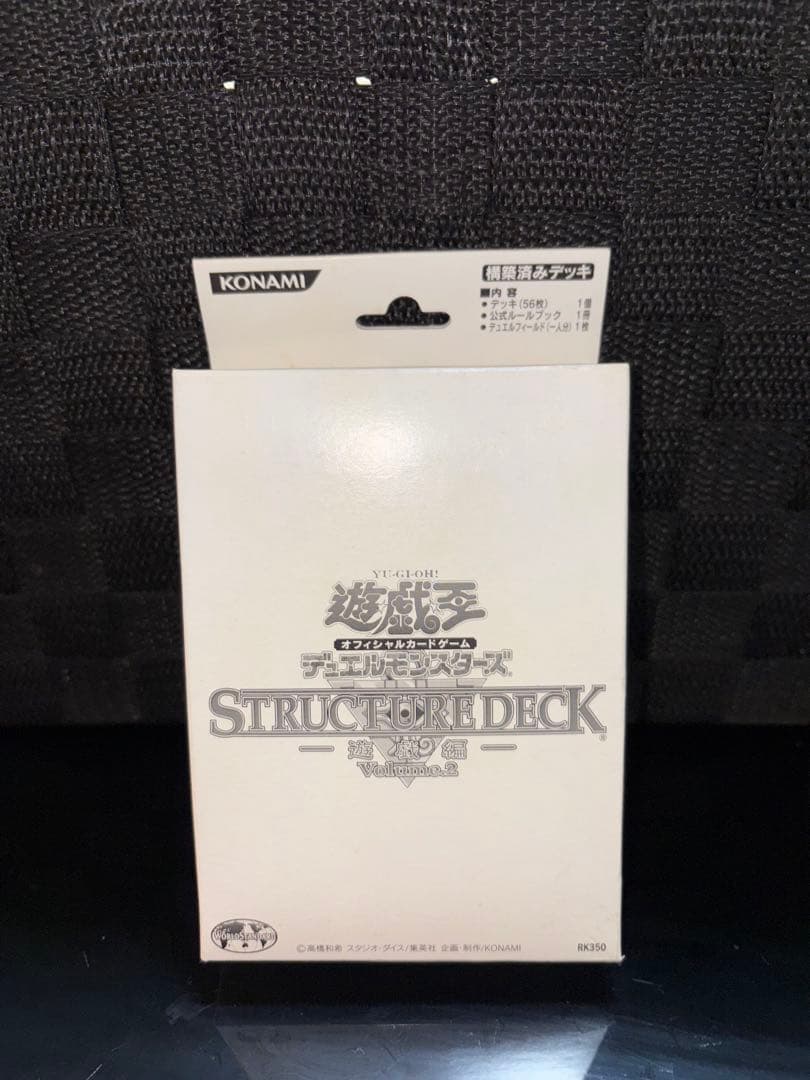 KONAMI
構築済みデッキ
■内 容
● デッキ(56枚) 1個
● 公式ルールブック 1冊
● デュエルフィールド(一人分) 1枚
YU-GI-OH!
遊戯王
オフィシャルカードゲーム
デュエルモンスターズ
STRUCTURE DECK®
― 遊戯編 ―
Volume.2
WORLD STANDARD
©高橋和希 スタジオ・ダイス/集英社 企画・制作/KONAMI
RK350